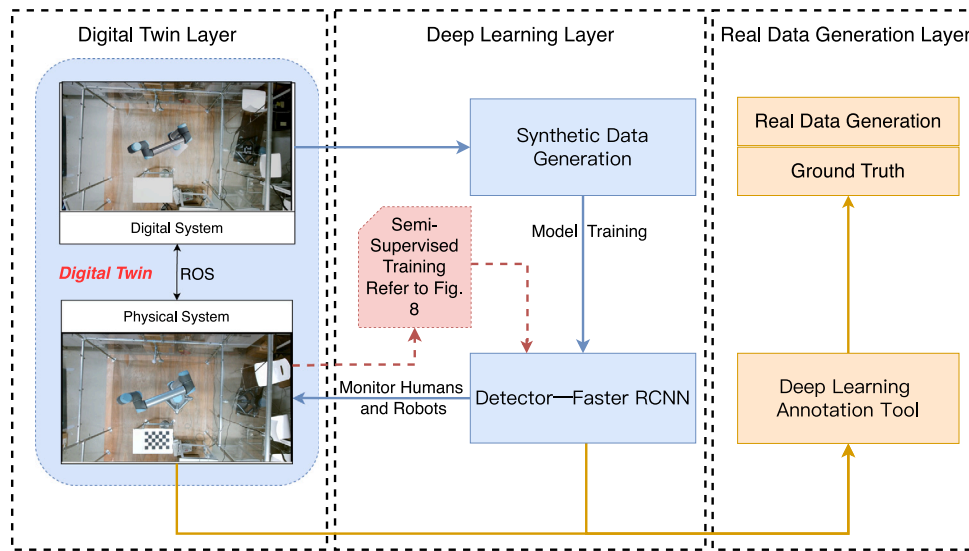 Digital Twin Layer
Deep Learning Layer
Real Data Generation Layer
Digital System
Digital Twin
ROS
Physical System
Synthetic Data
Generation
Semi-
Supervised
Training
Refer to Fig.
8
Model Training
Monitor Humans
and Robots
Detector—Faster RCNN
Real Data Generation
Ground Truth
Deep Learning
Annotation Tool